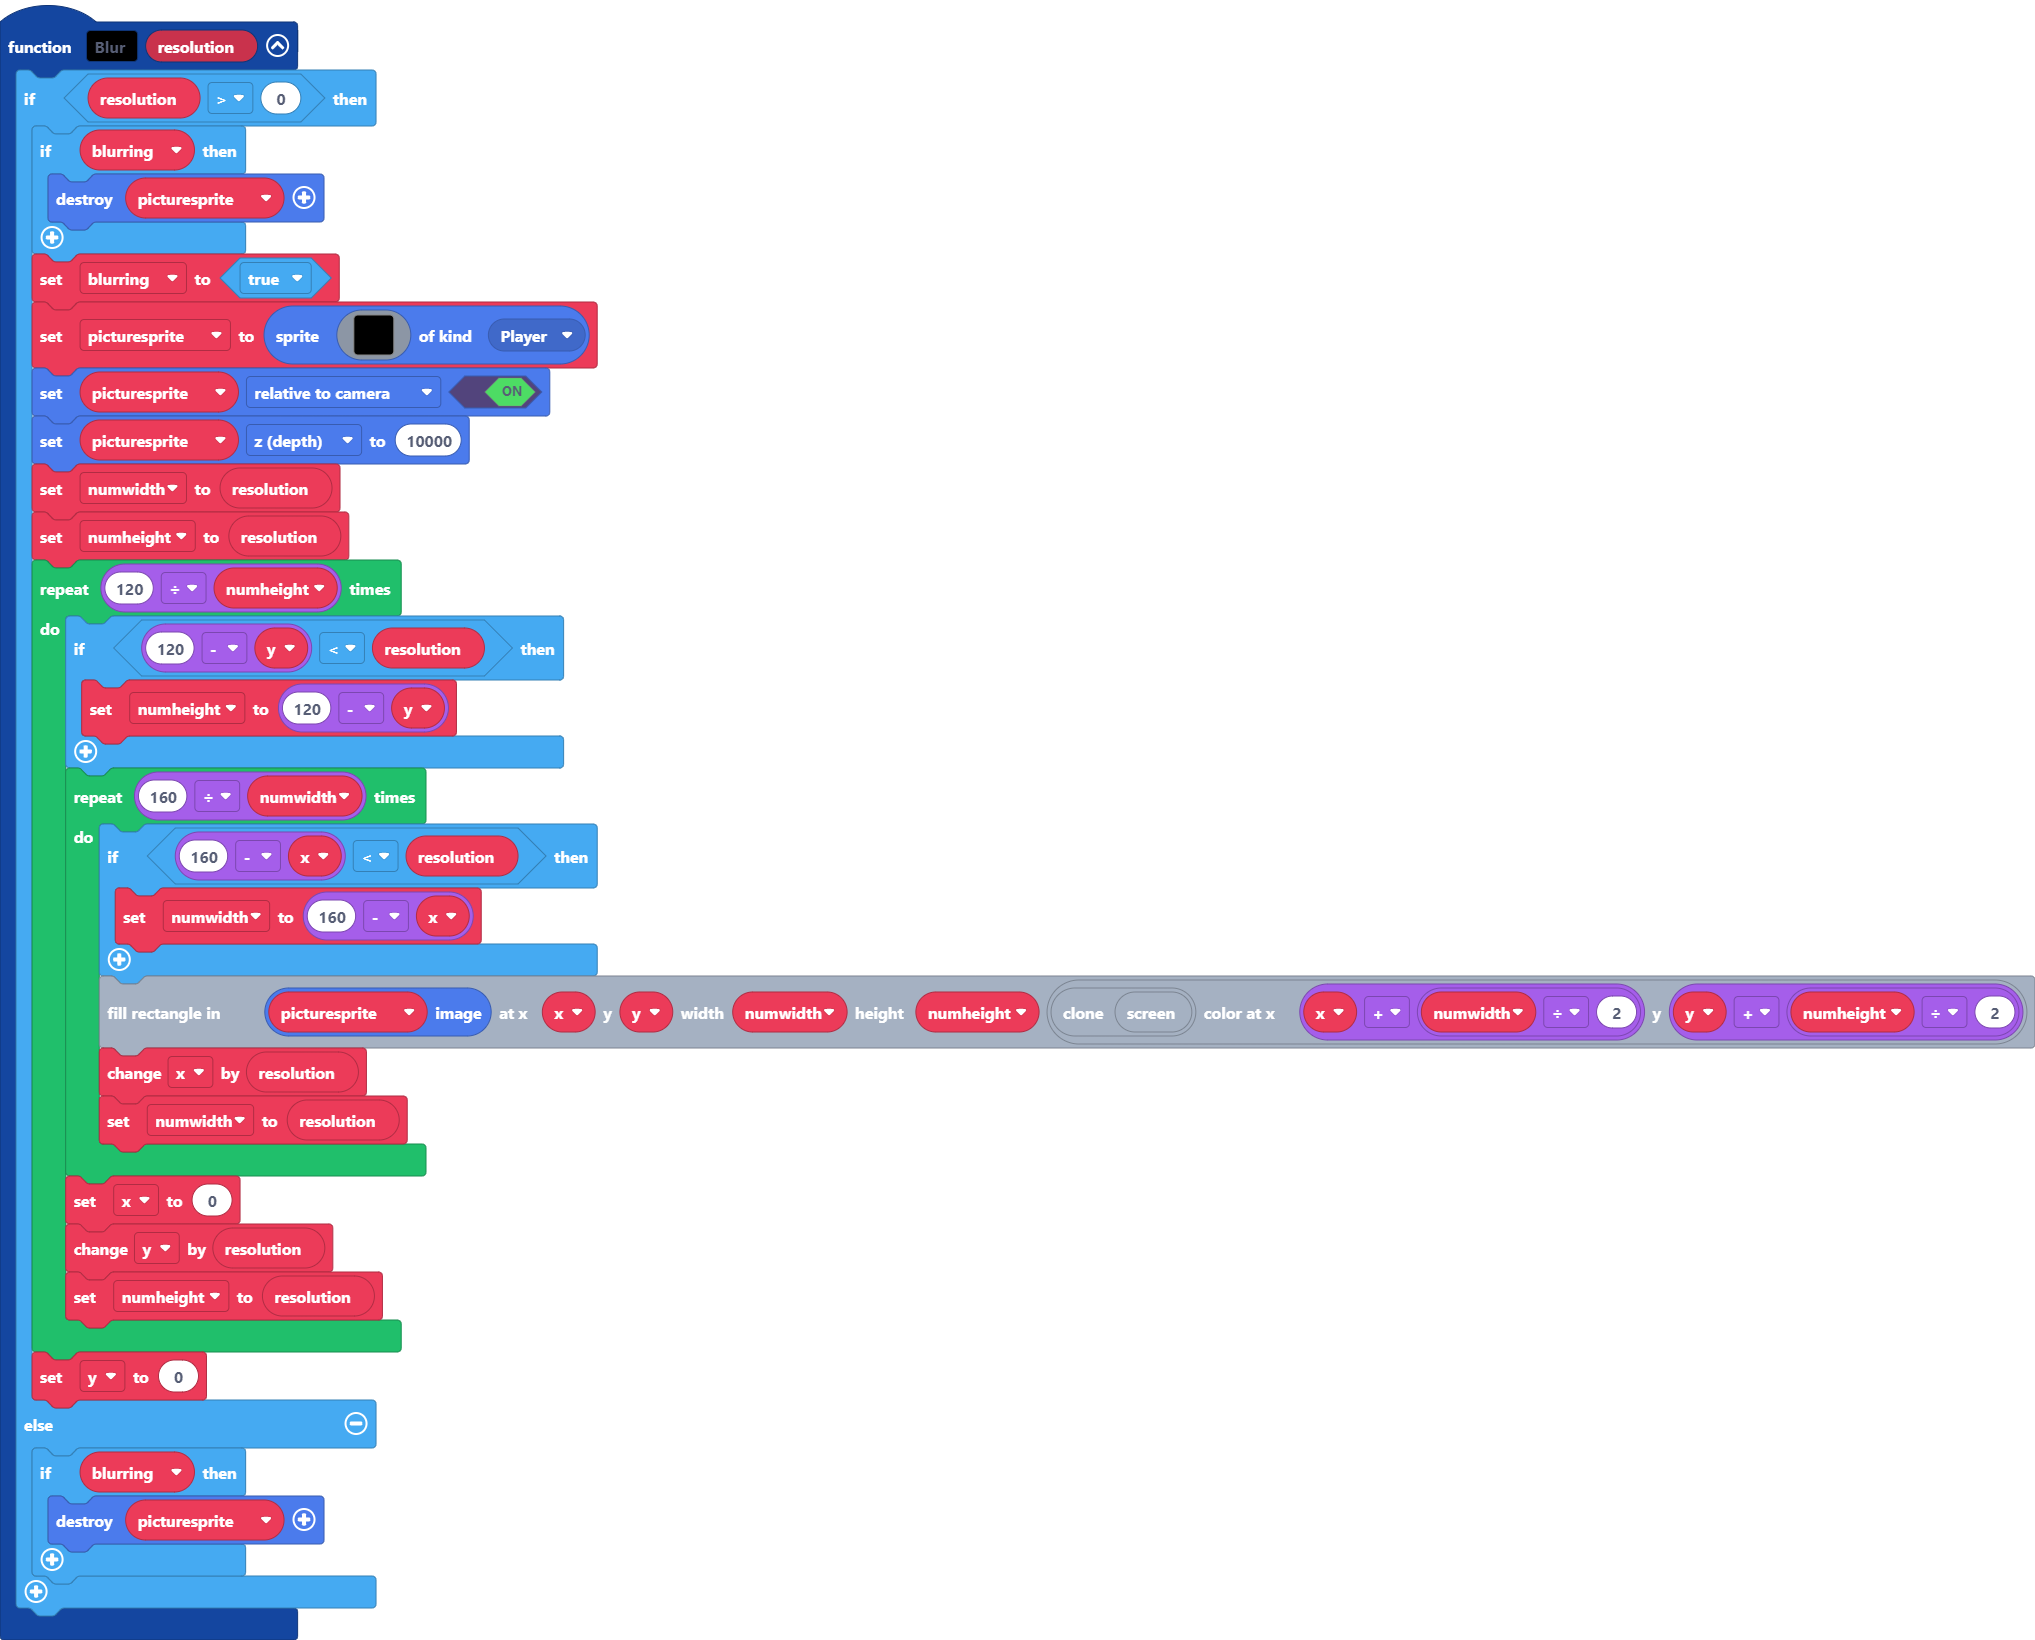 function Blur resolution
if resolution > 0 then
if blurring then
destroy picturesprite
set blurring to true
set picturesprite to sprite of kind Player
set picturesprite relative to camera ON
set picturesprite z (depth) to 10000
set numwidth to resolution
set numheight to resolution
repeat 120 ÷ numheight times
do
if 120 - y < resolution then
set numheight to 120 - y
repeat 160 ÷ numwidth times
do
if 160 - x < resolution then
set numwidth to 160 - x
fill rectangle in picturesprite image at x x y y width numwidth height numheight clone screen color at x x + numwidth ÷ 2 y y + numheight ÷ 2
change x by resolution
set numwidth to resolution
set x to 0
change y by resolution
set numheight to resolution
set y to 0
else
if blurring then
destroy picturesprite